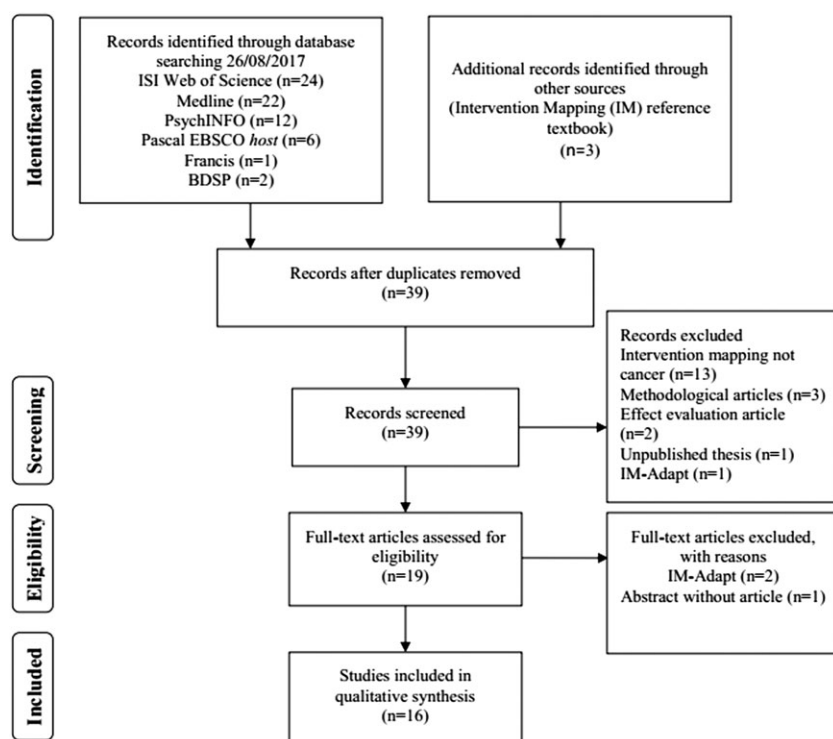 Identification
Records identified through database
searching 26/08/2017
ISI Web of Science (n=24)
Medline (n=22)
PsychINFO (n=12)
Pascal EBSCO host (n=6)
Francis (n=1)
BDSP (n=2)
Additional records identified through
other sources
(Intervention Mapping (IM) reference
textbook)
(n=3)
Records after duplicates removed
(n=39)
Screening
Records screened
(n=39)
Records excluded
Intervention mapping not
cancer (n=13)
Methodological articles (n=3)
Effect evaluation article
(n=2)
Unpublished thesis (n=1)
IM-Adapt (n=1)
Eligibility
Full-text articles assessed for
eligibility
(n=19)
Full-text articles excluded,
with reasons
IM-Adapt (n=2)
Abstract without article (n=1)
Included
Studies included in
qualitative synthesis
(n=16)